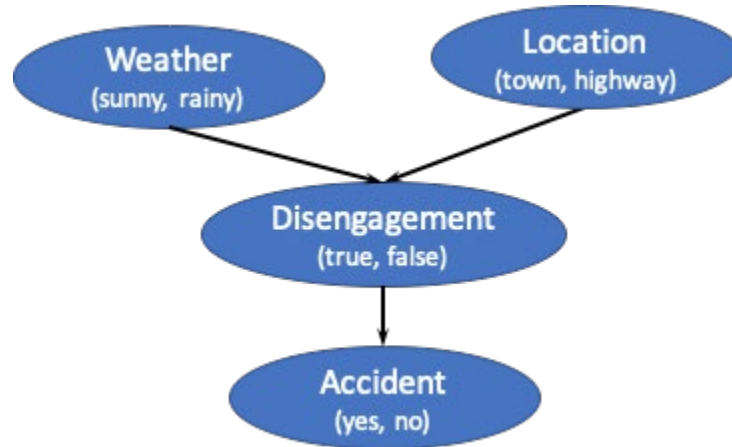 Weather
(sunny, rainy)
Location
(town, highway)
Disengagement
(true, false)
Accident
(yes, no)